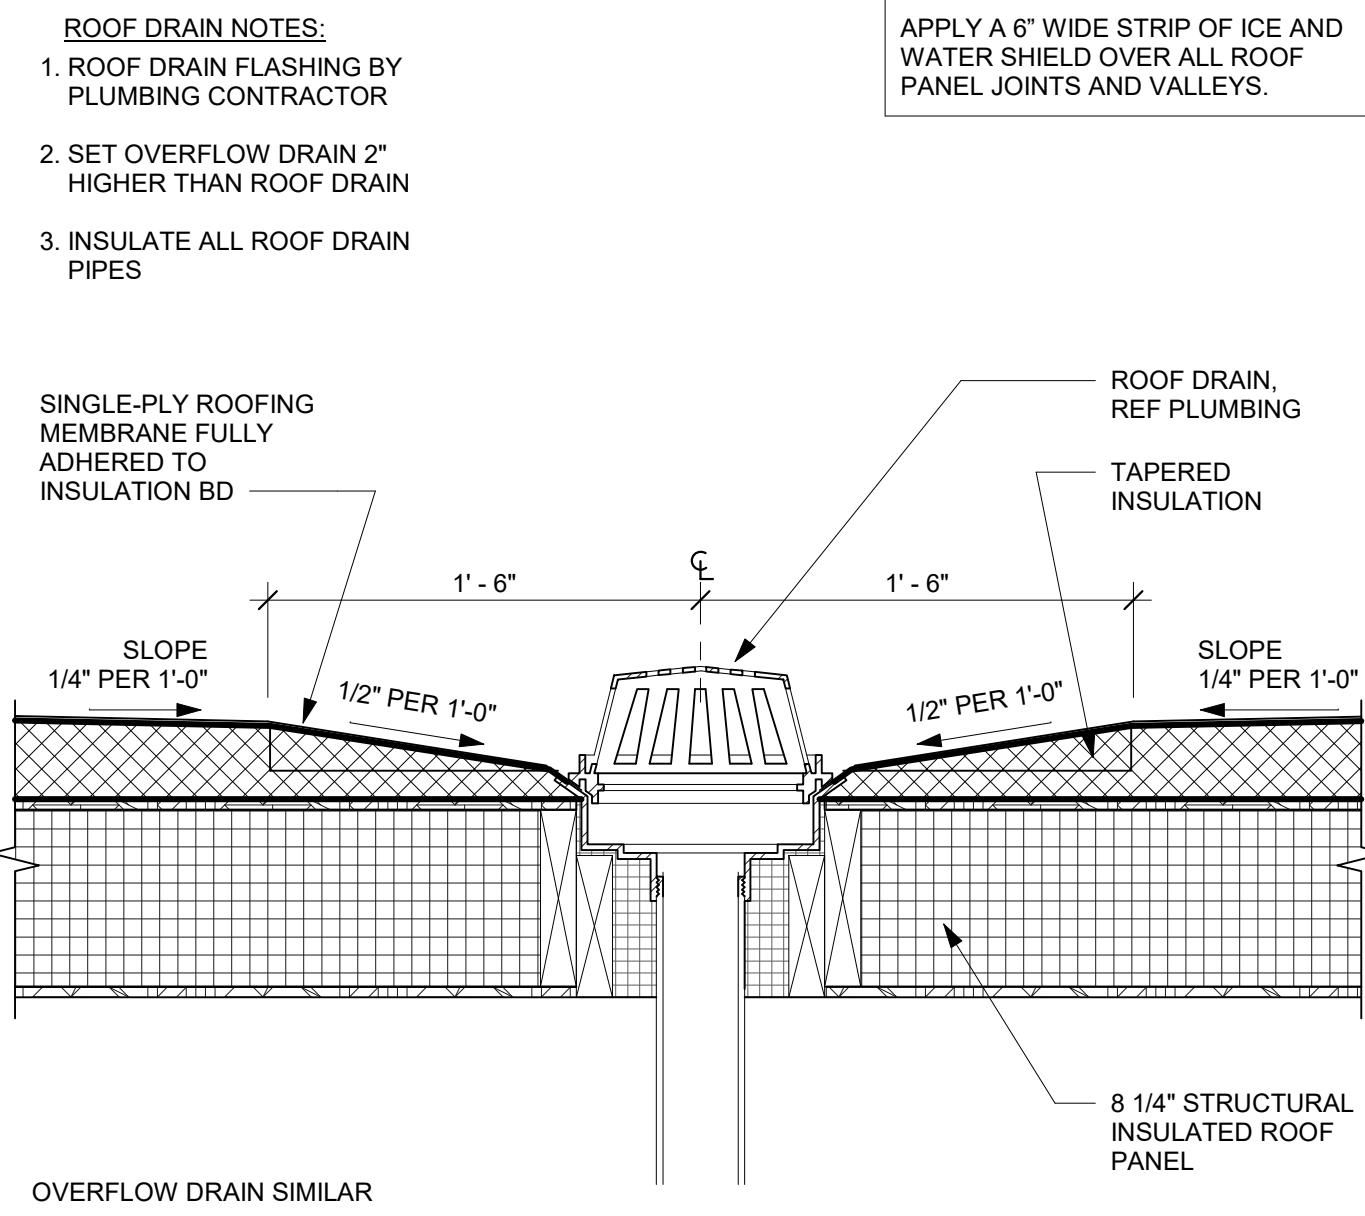 ROOF DRAIN NOTES:
1. ROOF DRAIN FLASHING BY
PLUMBING CONTRACTOR
2. SET OVERFLOW DRAIN 2"
HIGHER THAN ROOF DRAIN
3. INSULATE ALL ROOF DRAIN
PIPES
APPLY A 6” WIDE STRIP OF ICE AND
WATER SHIELD OVER ALL ROOF
PANEL JOINTS AND VALLEYS.
SINGLE-PLY ROOFING
MEMBRANE FULLY
ADHERED TO
INSULATION BD
ROOF DRAIN,
REF PLUMBING
TAPERED
INSULATION
℄
1' - 6"
1' - 6"
SLOPE
1/4" PER 1'-0"
1/2" PER 1'-0"
1/2" PER 1'-0"
SLOPE
1/4" PER 1'-0"
8 1/4" STRUCTURAL
INSULATED ROOF
PANEL
OVERFLOW DRAIN SIMILAR